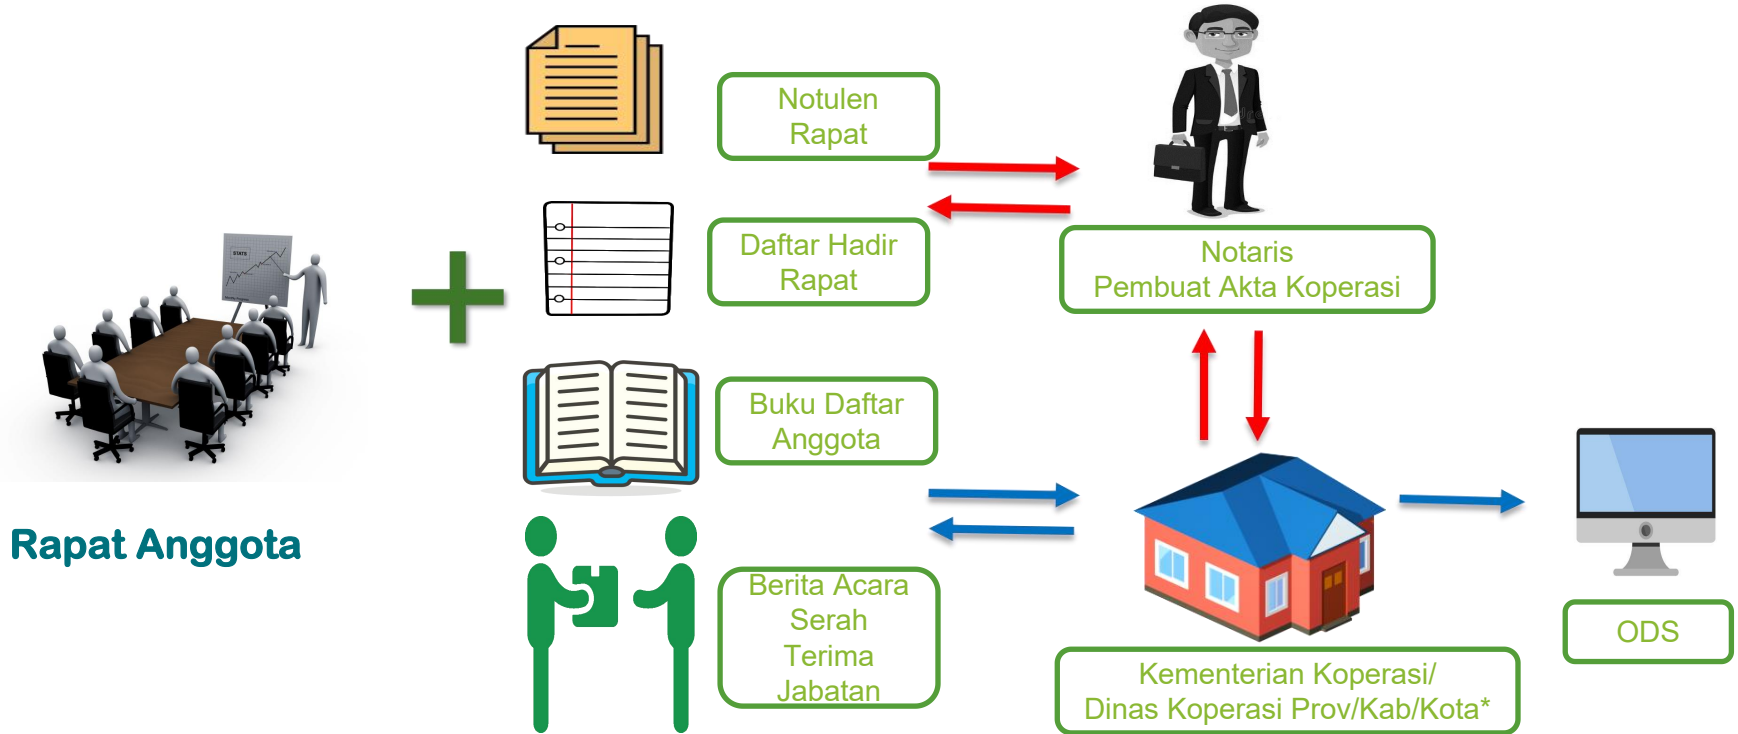 Notulen
Rapat
Daftar Hadir
Rapat
Notaris
Pembuat Akta Koperasi
STATS
Buku Daftar
Anggota
Rapat Anggota
Berita Acara
Serah
Terima
Jabatan
ODS
Kementerian Koperasi/
Dinas Koperasi Prov/Kab/Kota*